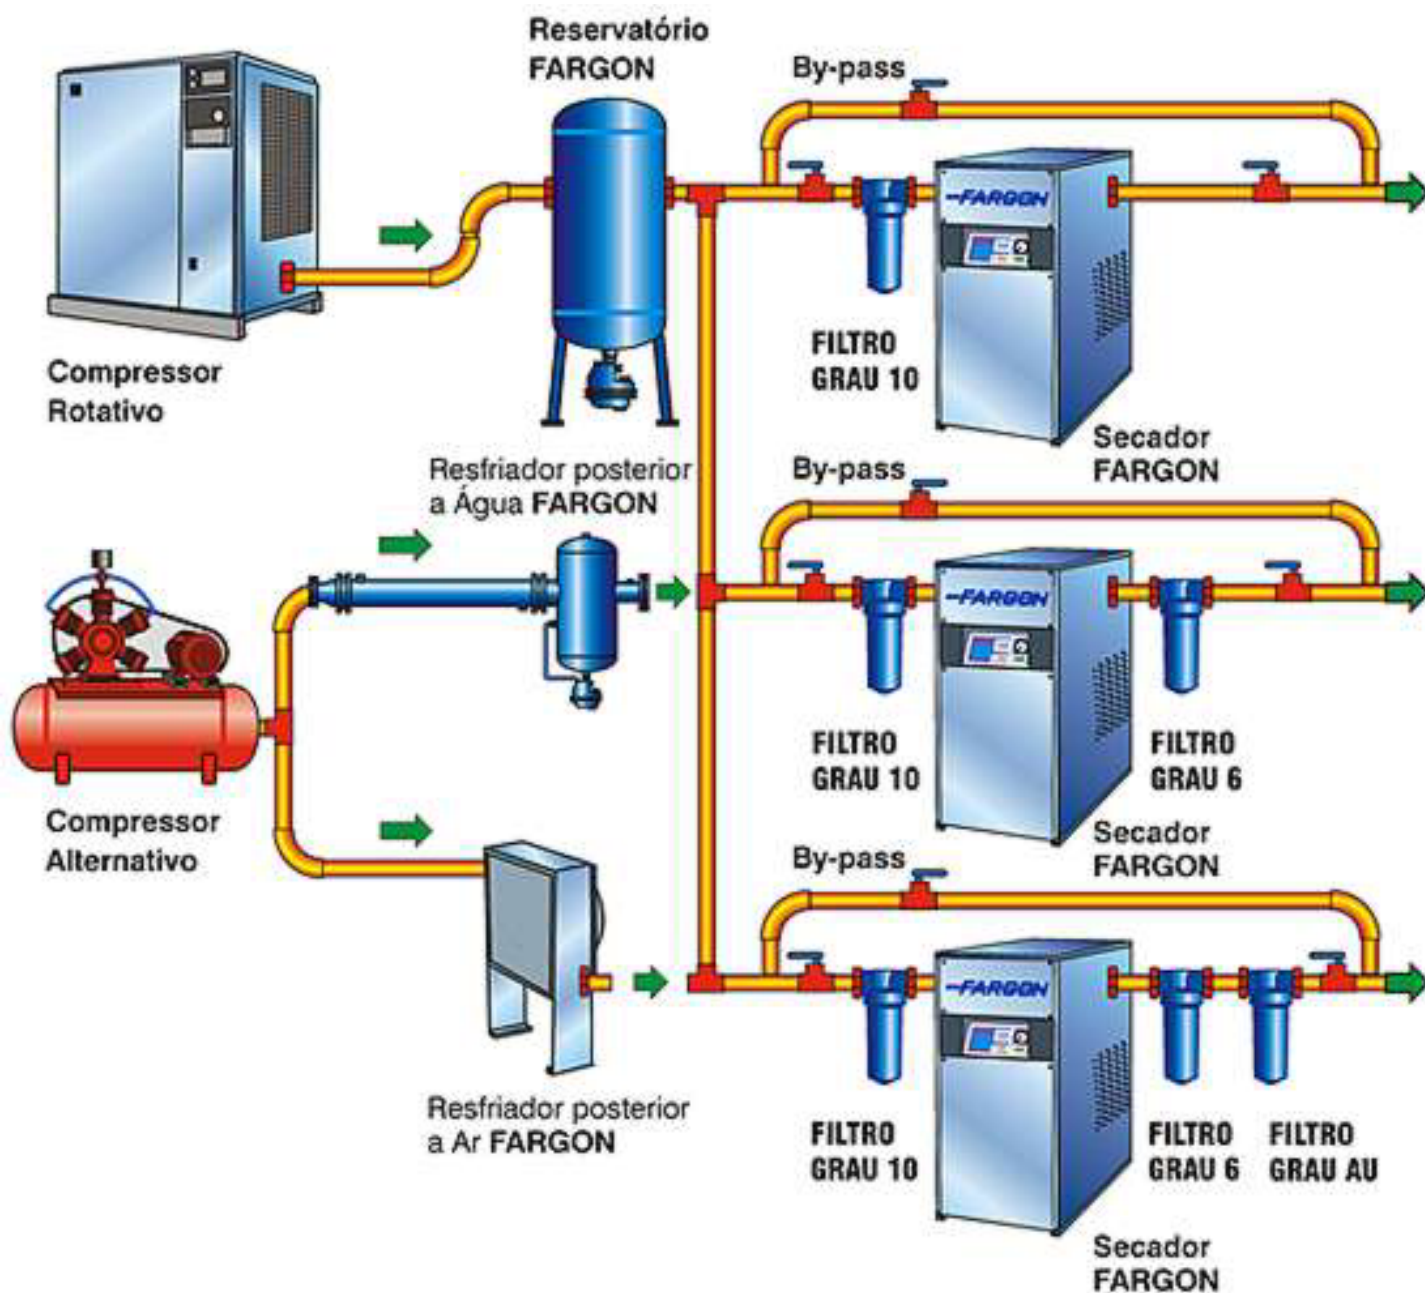 Reservatório
FARGON
By-pass
FARGON
Compressor
Rotativo
FILTRO
GRAU 10
Secador
FARGON
Resfriador posterior
a Água FARGON
By-pass
FARGON
Compressor
Alternativo
FILTRO
GRAU 10
FILTRO
GRAU 6
Secador
FARGON
By-pass
FARGON
Resfriador posterior
a Ar FARGON
FILTRO
GRAU 10
FILTRO
GRAU 6
FILTRO
GRAU AU
Secador
FARGON